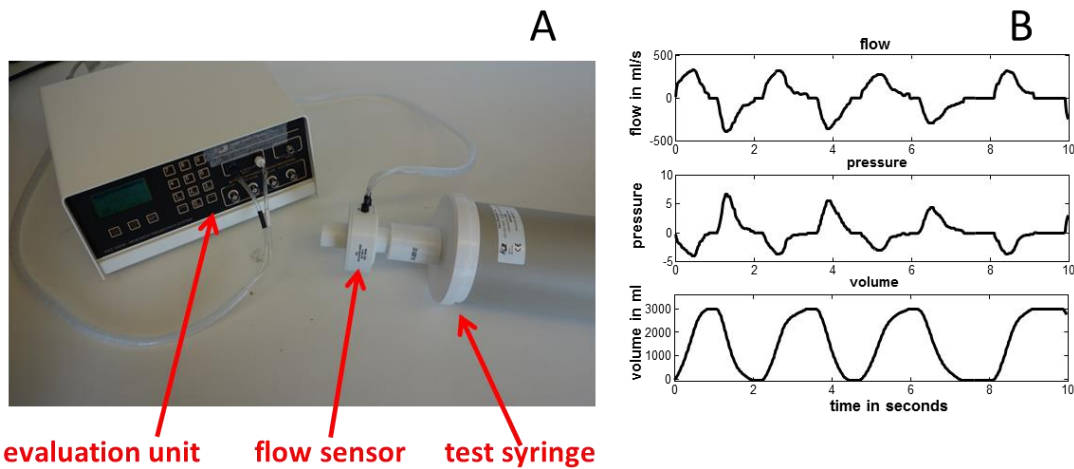 A
evaluation unit
flow sensor
test syringe
B
flow
flow in ml/s
500
0
-500
0
2
4
6
8
10
pressure
pressure
10
5
0
-5
0
2
4
6
8
10
volume
volume in ml
3000
2000
1000
0
0
2
4
6
8
10
time in seconds